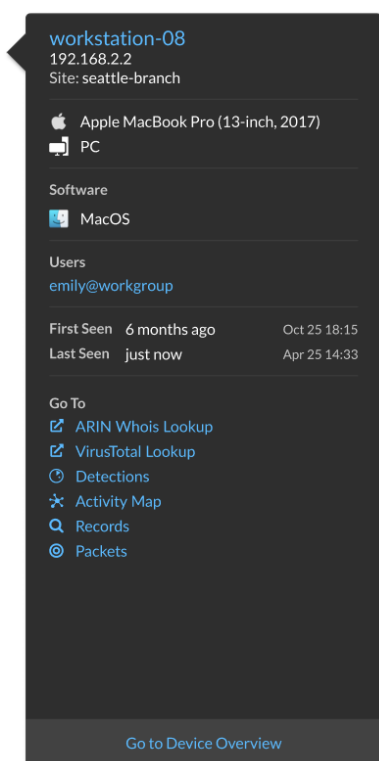 workstation-08
192.168.2.2
Site: seattle-branch
Apple MacBook Pro (13-inch, 2017)
PC
Software
MacOS
Users
emily@workgroup
First Seen 6 months ago Oct 25 18:15
Last Seen just now Apr 25 14:33
Go To
ARIN Whois Lookup
VirusTotal Lookup
Detections
Activity Map
Records
Packets
Go to Device Overview